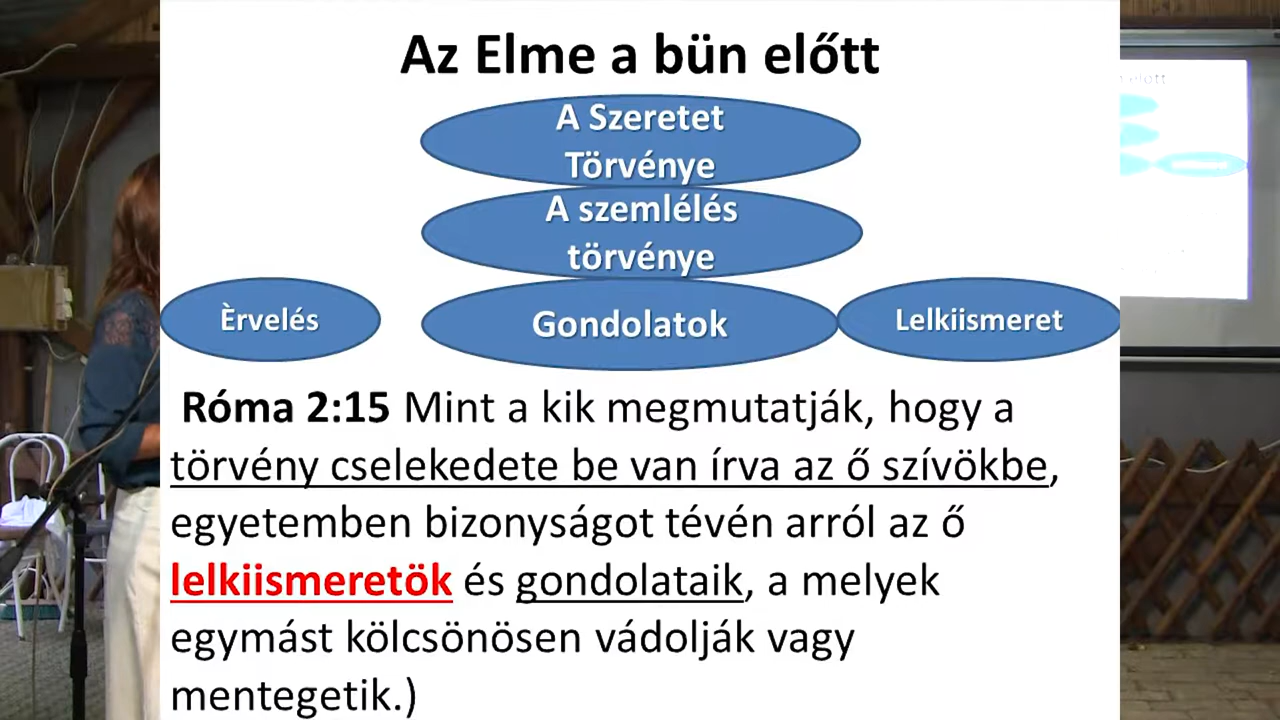 Az Elme a bün előtt
A Szeretet
Törvénye
A szemlélés
törvénye
Èrvelés
Gondolatok
Lelkiismeret
Róma 2:15 Mint a kik megmutatják, hogy a
törvény cselekedete be van írva az ő szívökbe,
egyetemben bizonyságot tévén arról az ő
lelkiismeretök és gondolataik, a melyek
egymást kölcsönösen vádolják vagy
mentegetik.)
előtt